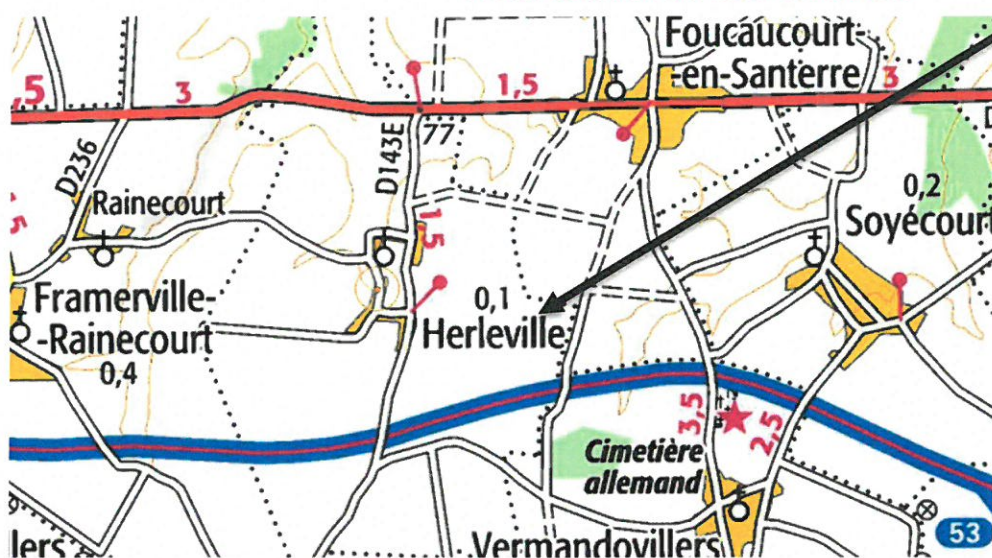 Foucaucourt-
-en-Santerre
,5
3
1,5
3
77
D236
D143E
Rainecourt
1,5
0,2
Soyécourt
Framerville-
-Rainecourt
0,4
0,1
Herleville
3,5
2,5
Cimetière
allemand
53
llers
Vermandovillers